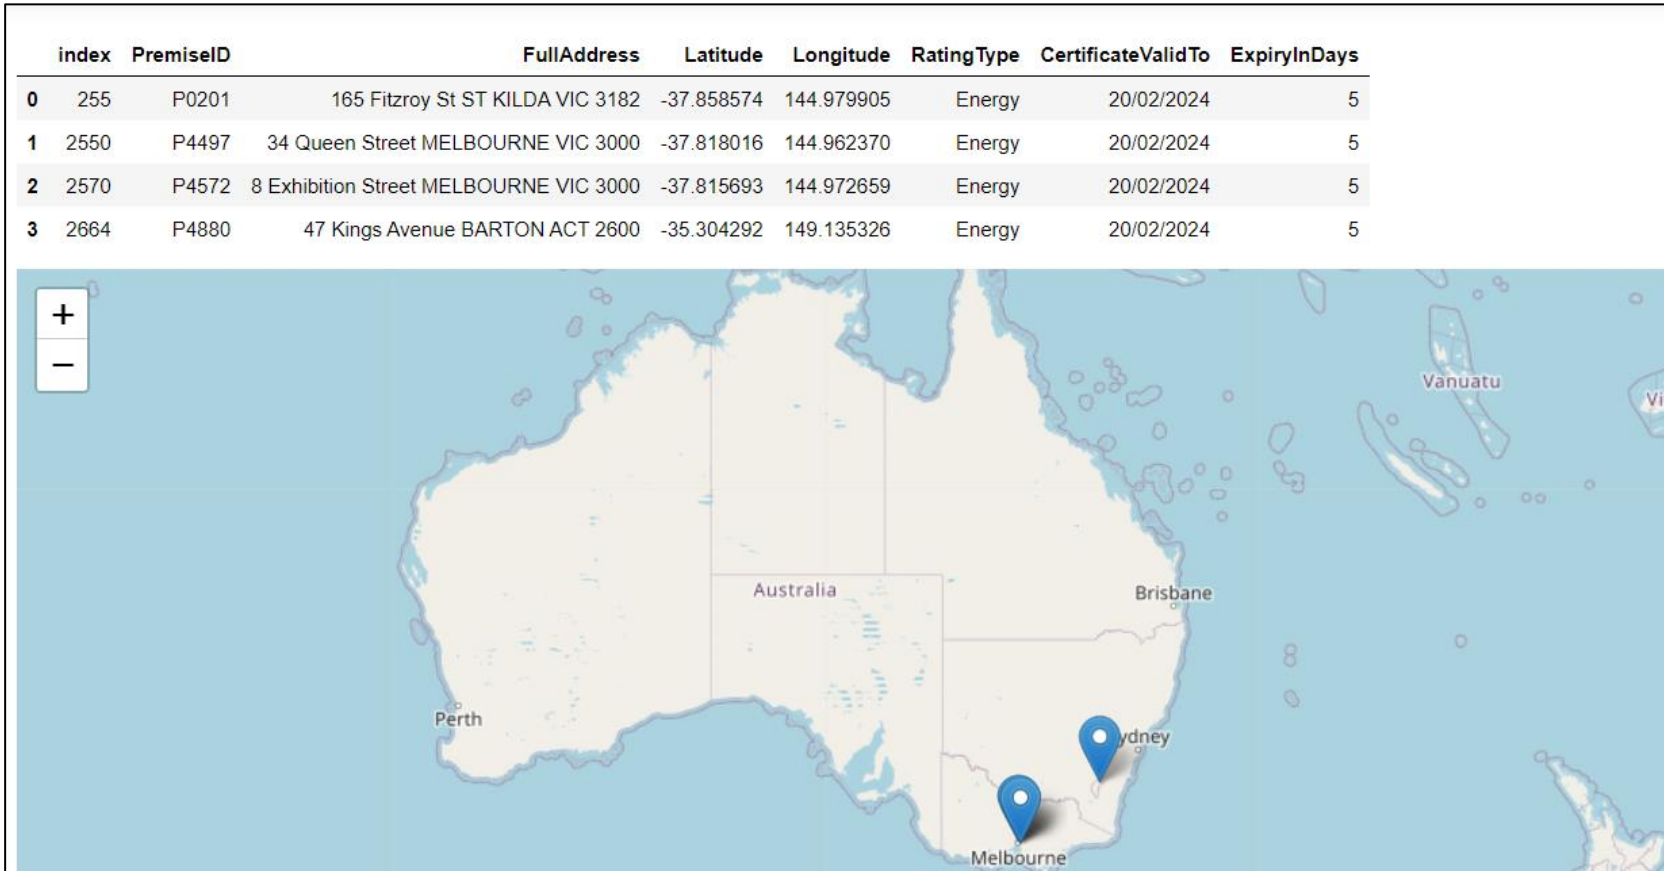 index PremiseID FullAddress Latitude Longitude RatingType CertificateValidTo ExpiryInDays
0 255 P0201 165 Fitzroy St ST KILDA VIC 3182 -37.858574 144.979905 Energy 20/02/2024 5
1 2550 P4497 34 Queen Street MELBOURNE VIC 3000 -37.818016 144.962370 Energy 20/02/2024 5
2 2570 P4572 8 Exhibition Street MELBOURNE VIC 3000 -37.815693 144.972659 Energy 20/02/2024 5
3 2664 P4880 47 Kings Avenue BARTON ACT 2600 -35.304292 149.135326 Energy 20/02/2024 5
+
−
Vanuatu
Vi
Australia
Brisbane
Perth
ydney
Melbourne